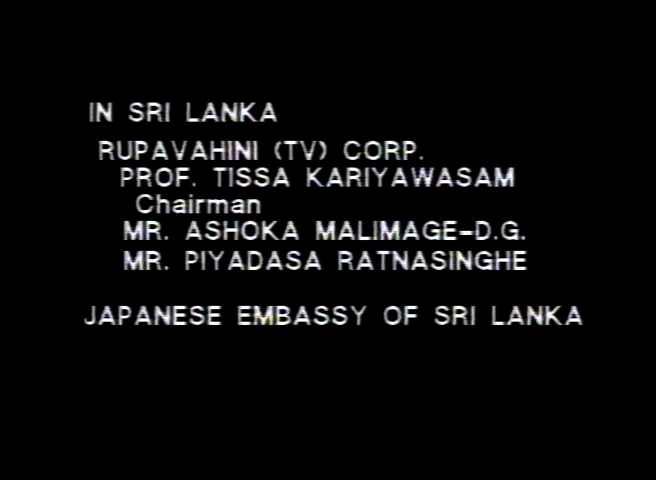 IN SRI LANKA
RUPAVAHINI (TV) CORP.
PROF. TISSA KARIYAWASAM
Chairman
MR. ASHOKA MALIMAGE-D.G.
MR. PIYADASA RATNASINGHE
JAPANESE EMBASSY OF SRI LANKA